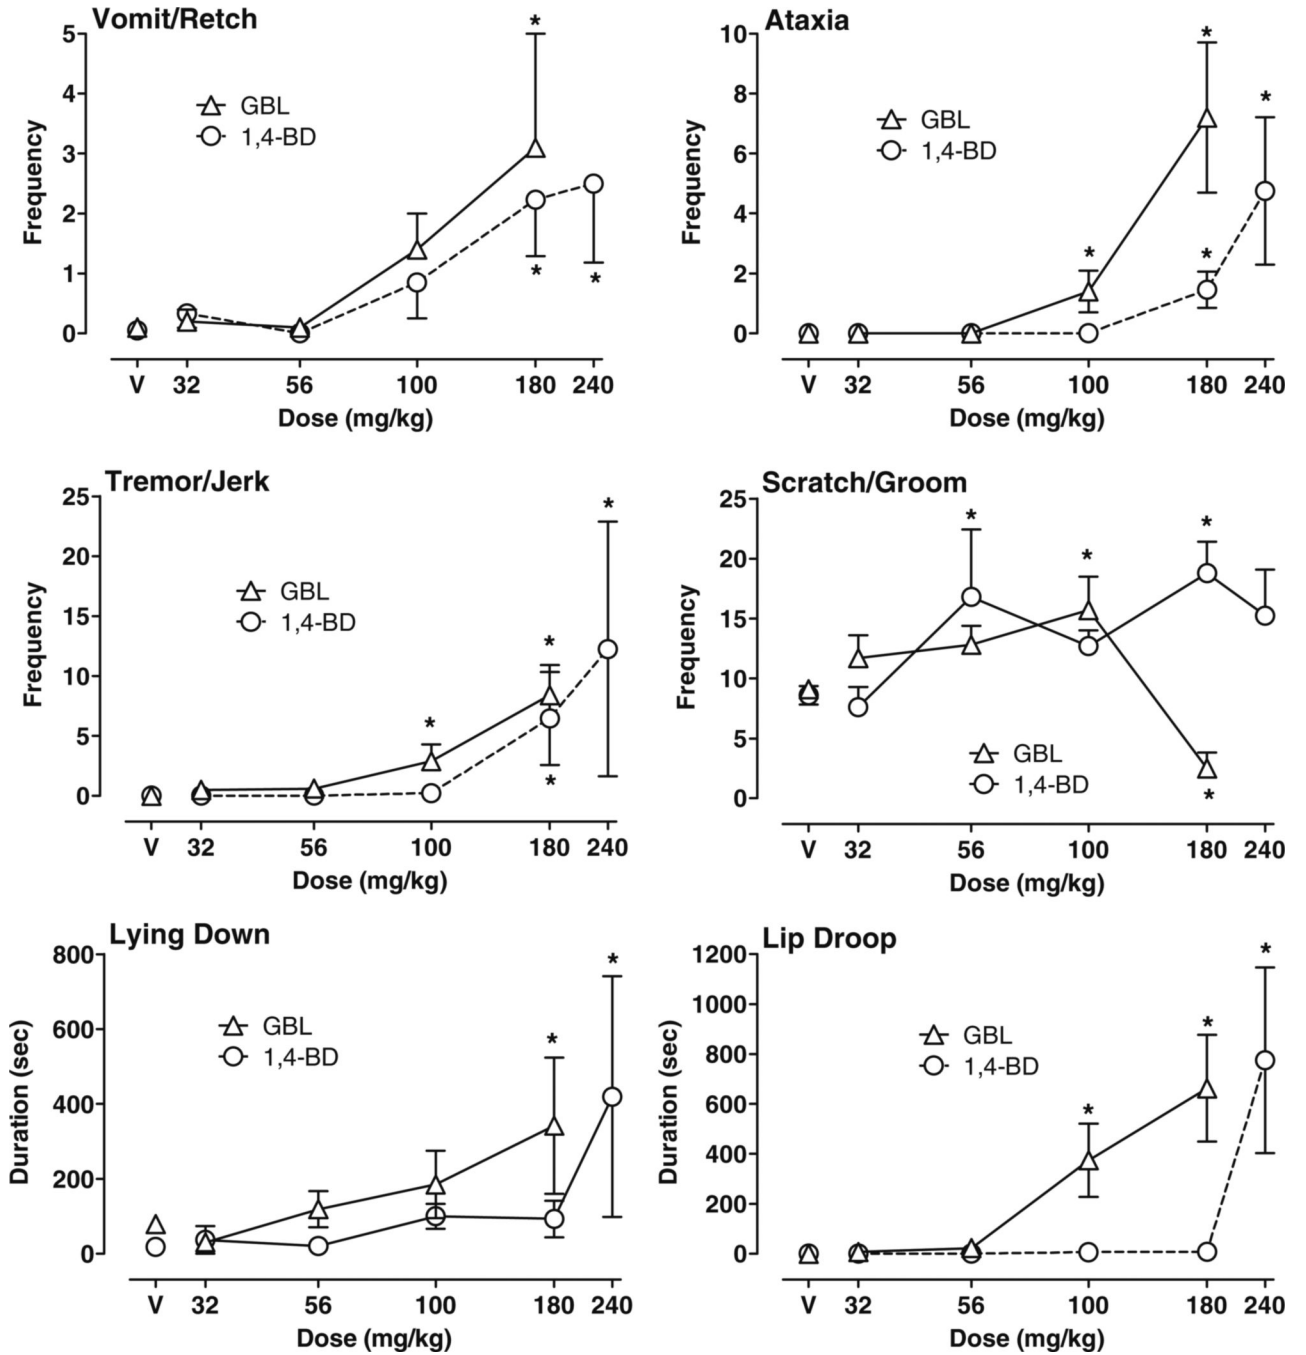 Vomit/Retch
5
4
3
2
1
0
Frequency
GBL
1,4-BD
*
*
*
V 32 56 100 180 240
Dose (mg/kg)
Ataxia
10
8
6
4
2
0
Frequency
GBL
1,4-BD
*
*
*
*
V 32 56 100 180 240
Dose (mg/kg)
Tremor/Jerk
25
20
15
10
5
0
Frequency
GBL
1,4-BD
*
*
*
*
V 32 56 100 180 240
Dose (mg/kg)
Scratch/Groom
25
20
15
10
5
0
Frequency
*
*
*
*
GBL
1,4-BD
V 32 56 100 180 240
Dose (mg/kg)
Lying Down
800
600
400
200
0
Duration (sec)
GBL
1,4-BD
*
*
V 32 56 100 180 240
Dose (mg/kg)
Lip Droop
1200
1000
800
600
400
200
0
Duration (sec)
GBL
1,4-BD
*
*
*
V 32 56 100 180 240
Dose (mg/kg)